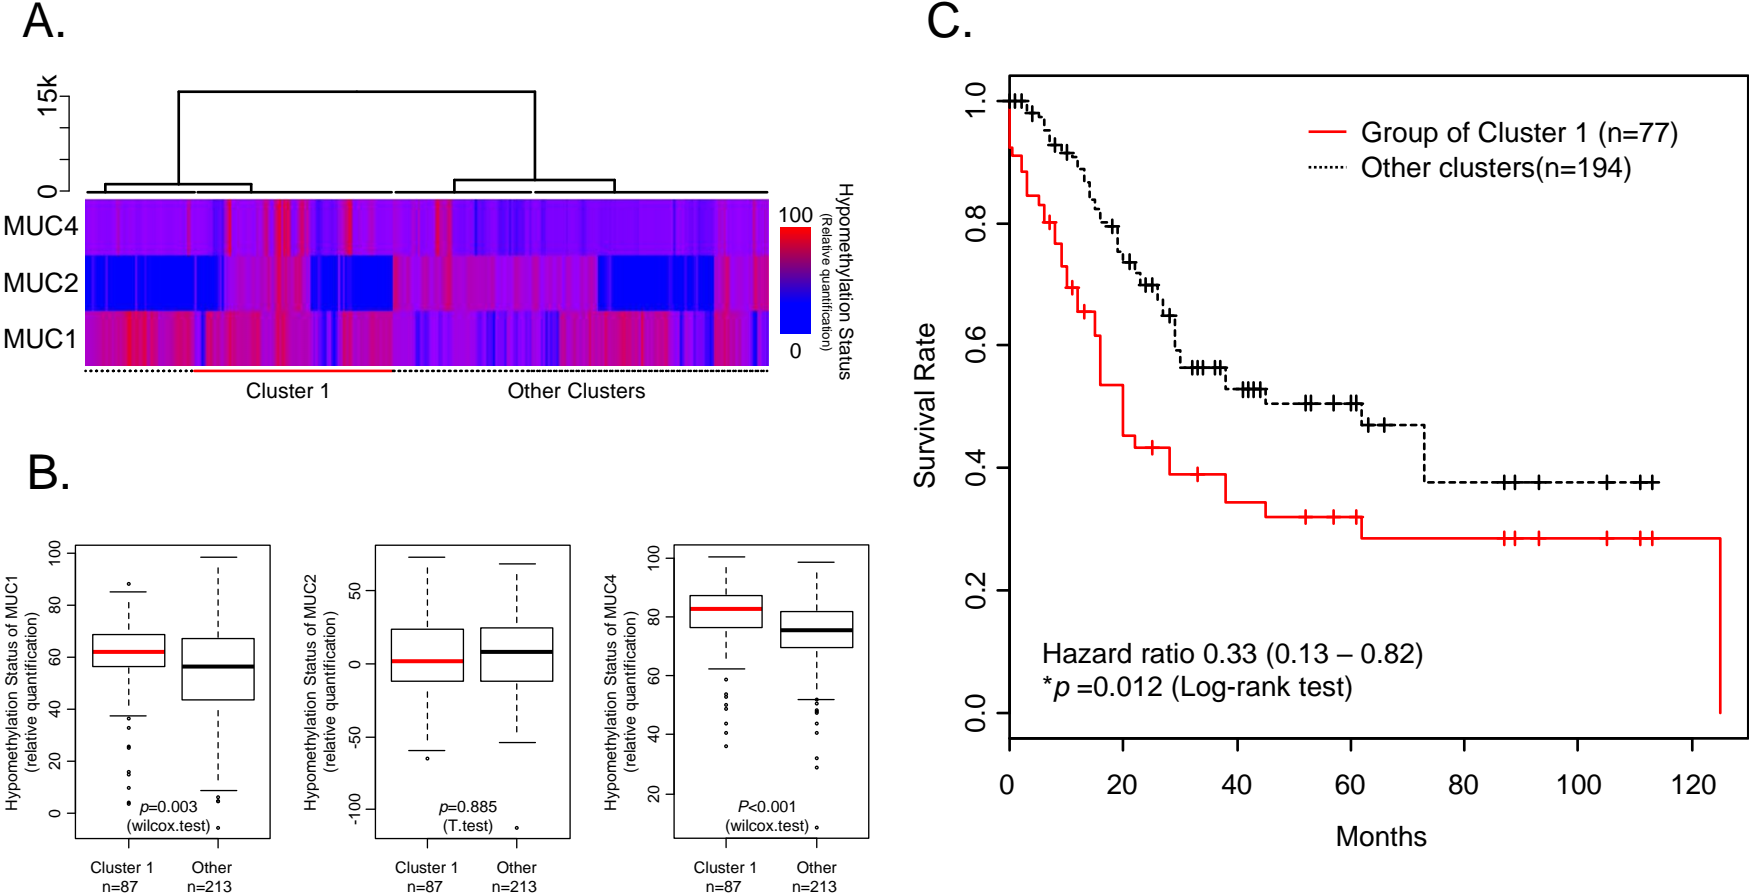 A.
15k
0
MUC4
MUC2
MUC1
100
0
Hypomethylation Status
(Relative quantification)
Cluster 1
Other Clusters
B.
Hypomethylation Status of MUC1
(relative quantification)
100
80
60
40
20
0
p=0.003
(wilcox.test)
Cluster 1
n=87
Other
n=213
Hypomethylation Status of MUC2
(relative quantification)
50
0
-50
-100
p=0.885
(T.test)
Cluster 1
n=87
Other
n=213
Hypomethylation Status of MUC4
(relative quantification)
100
80
60
40
20
P<0.001
(wilcox.test)
Cluster 1
n=87
Other
n=213
C.
Survival Rate
1.0
0.8
0.6
0.4
0.2
0.0
Group of Cluster 1 (n=77)
Other clusters(n=194)
Hazard ratio 0.33 (0.13 – 0.82)
*p =0.012 (Log-rank test)
0 20 40 60 80 100 120
Months